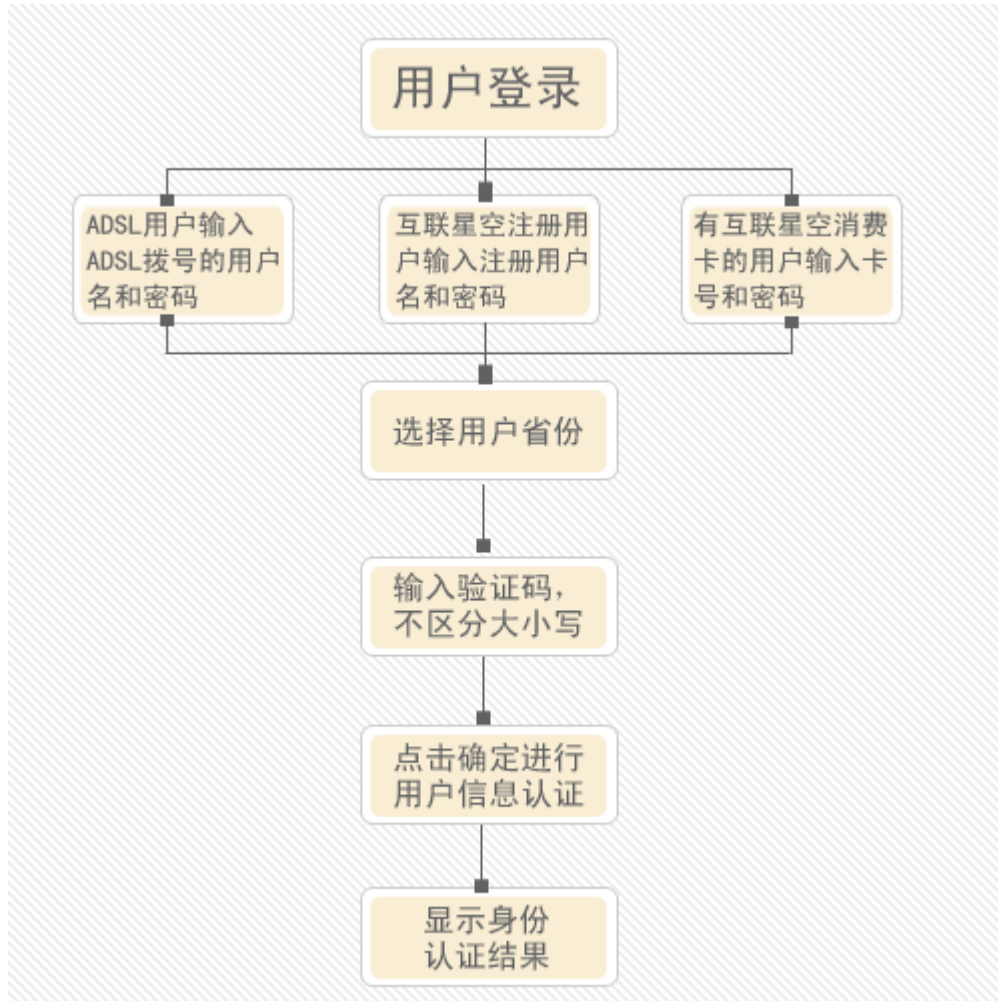 用户登录
ADSL用户输入
ADSL拨号的用户
名和密码
互联星空注册用
户输入注册用户
名和密码
有互联星空消费
卡的用户输入卡
号和密码
选择用户省份
输入验证码，
不区分大小写
点击确定进行
用户信息认证
显示身份
认证结果